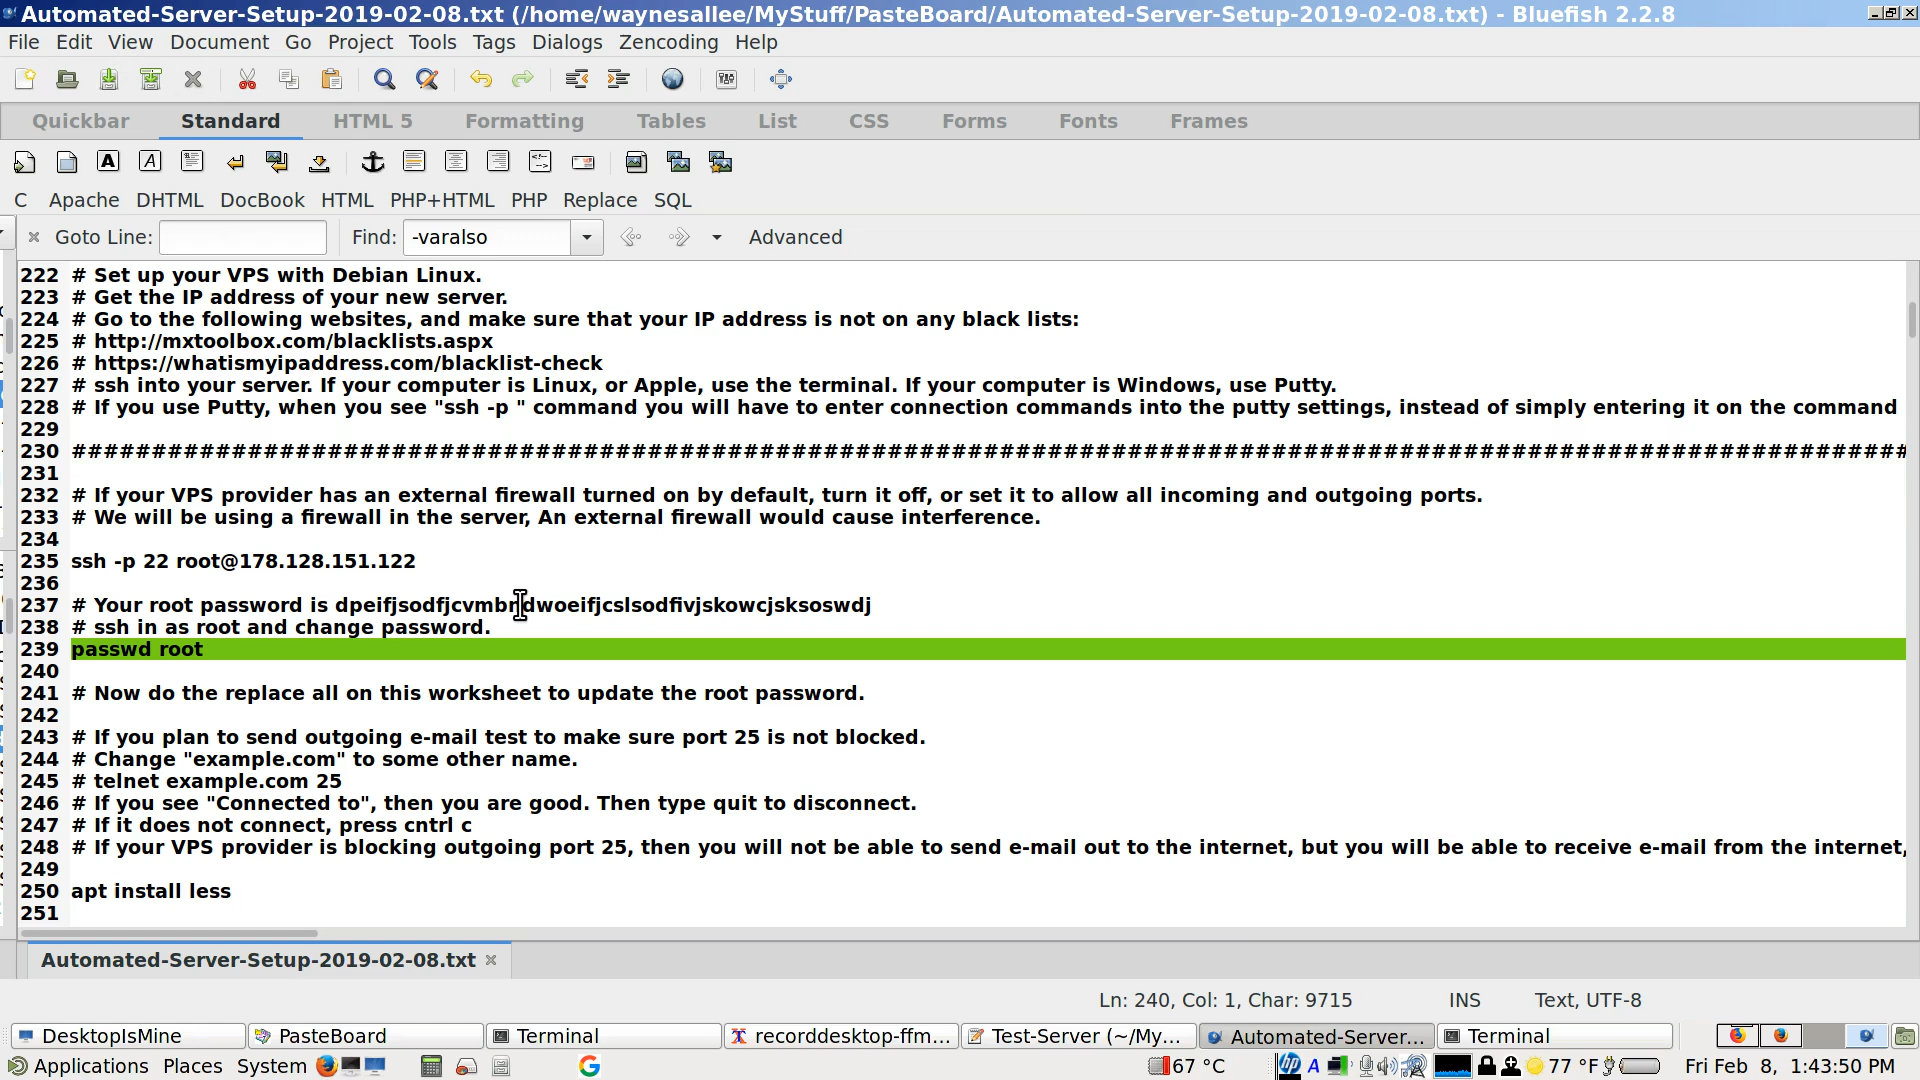 Automated-Server-Setup-2019-02-08.txt (/home/waynesallee/MyStuff/PasteBoard/Automated-Server-Setup-2019-02-08.txt) - Bluefish 2.2.8
File Edit View Document Go Project Tools Tags Dialogs Zencoding Help
Quickbar Standard HTML 5 Formatting Tables List CSS Forms Fonts Frames
C Apache DHTML DocBook HTML PHP+HTML PHP Replace SQL
Goto Line: Find: -varalso Advanced
222 # Set up your VPS with Debian Linux.
223 # Get the IP address of your new server.
224 # Go to the following websites, and make sure that your IP address is not on any black lists:
225 # http://mxtoolbox.com/blacklists.aspx
226 # https://whatismyipaddress.com/blacklist-check
227 # ssh into your server. If your computer is Linux, or Apple, use the terminal. If your computer is Windows, use Putty.
228 # If you use Putty, when you see "ssh -p " command you will have to enter connection commands into the putty settings, instead of simply entering it on the command
229
230 ####################################################################################################################
231
232 # If your VPS provider has an external firewall turned on by default, turn it off, or set it to allow all incoming and outgoing ports.
233 # We will be using a firewall in the server, An external firewall would cause interference.
234
235 ssh -p 22 root@178.128.151.122
236
237 # Your root password is
238 # ssh in as root and change password.
239 passwd root
240
241 # Now do the replace all on this worksheet to update the root password.
242
243 # If you plan to send outgoing e-mail test to make sure port 25 is not blocked.
244 # Change "example.com" to some other name.
245 # telnet example.com 25
246 # If you see "Connected to", then you are good. Then type quit to disconnect.
247 # If it does not connect, press cntrl c
248 # If your VPS provider is blocking outgoing port 25, then you will not be able to send e-mail out to the internet, but you will be able to receive e-mail from the internet,
249
250 apt install less
251
Automated-Server-Setup-2019-02-08.txt
Ln: 240, Col: 1, Char: 9715 INS Text, UTF-8
DesktopIsMine PasteBoard Terminal recorddesktop-ffm... Test-Server (~/My... Automated-Server... Terminal
Applications Places System 67 °C 77 °F Fri Feb 8, 1:43:50 PM